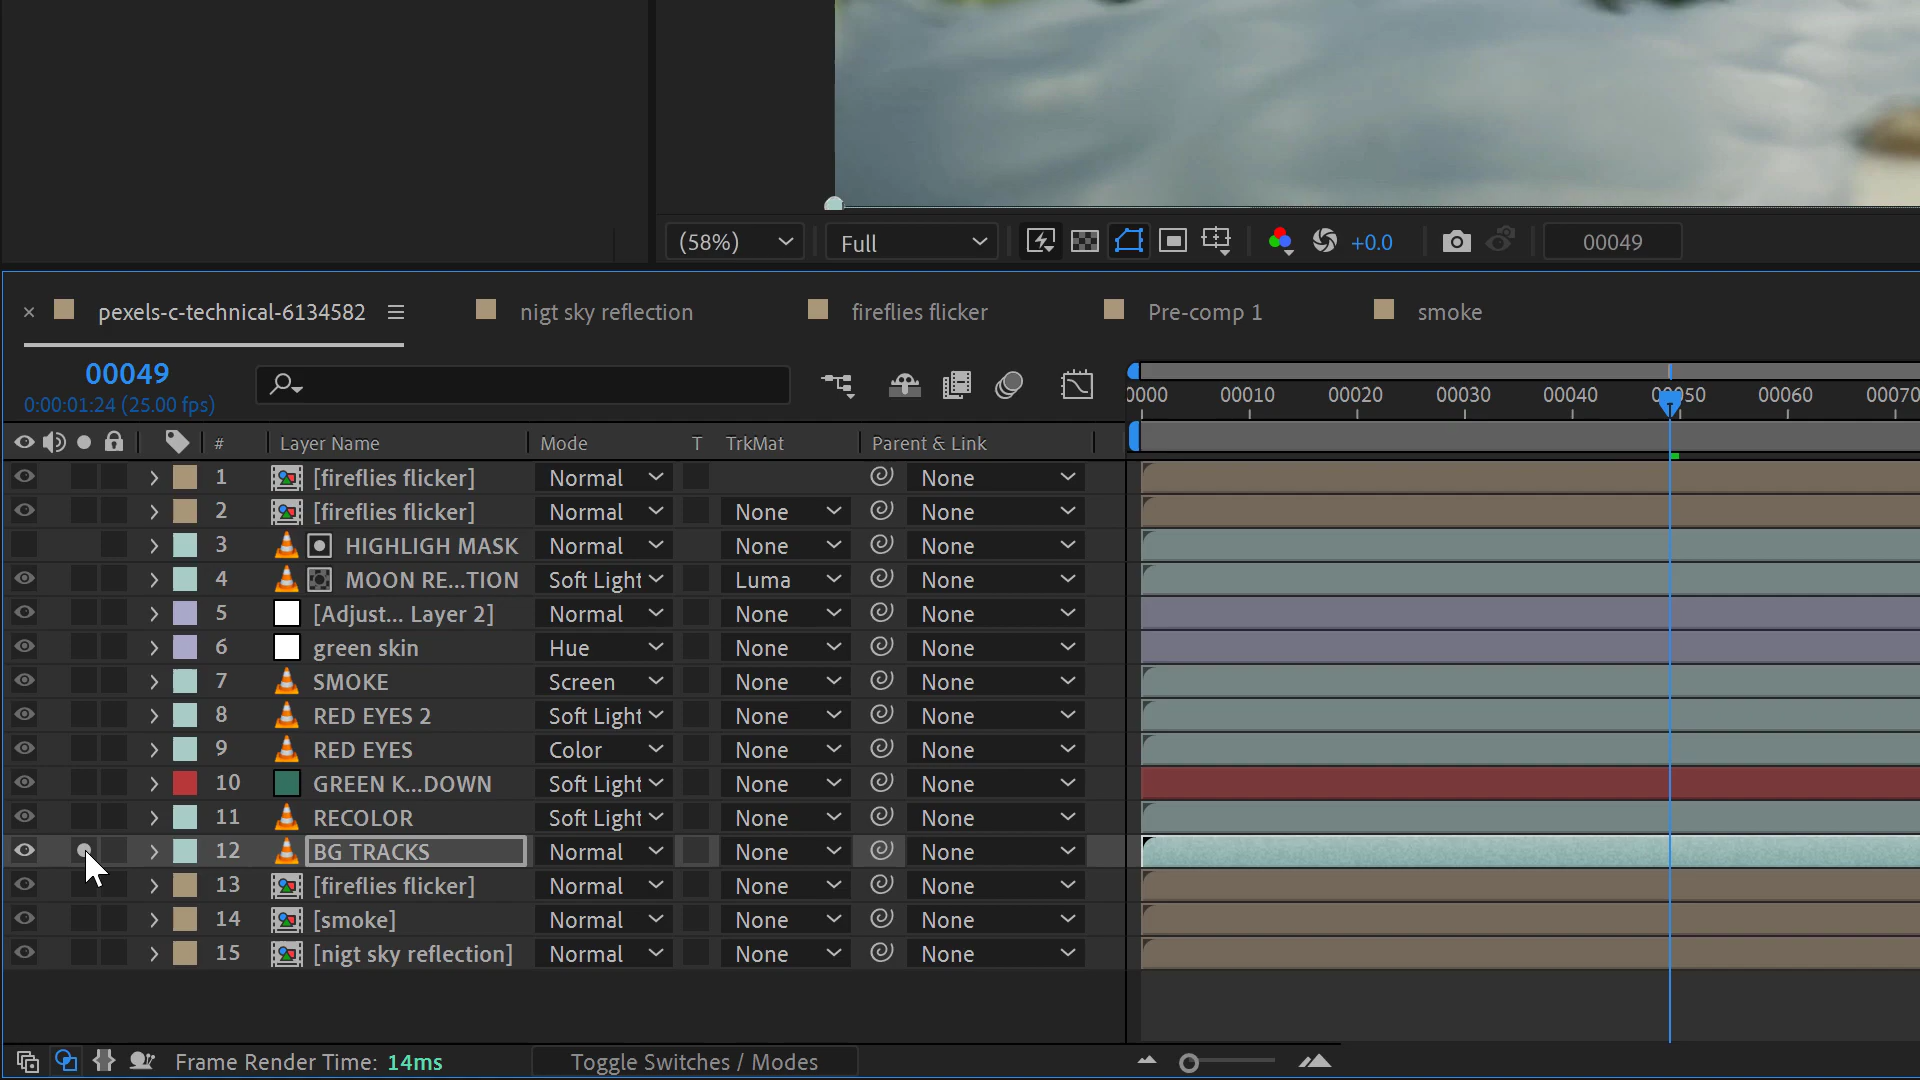 (58%) Full +0.0 00049
× pexels-c-technical-6134582 nigt sky reflection fireflies flicker Pre-comp 1 smoke
00049
0:00:01:24 (25.00 fps)
0000 00010 00020 00030 00040 00050 00060 00070
# Layer Name Mode T TrkMat Parent & Link
1 [fireflies flicker] Normal None
2 [fireflies flicker] Normal None None
3 HIGHLIGH MASK Normal None None
4 MOON RE...TION Soft Light Luma None
5 [Adjust... Layer 2] Normal None None
6 green skin Hue None None
7 SMOKE Screen None None
8 RED EYES 2 Soft Light None None
9 RED EYES Color None None
10 GREEN K...DOWN Soft Light None None
11 RECOLOR Soft Light None None
12 BG TRACKS Normal None None
13 [fireflies flicker] Normal None None
14 [smoke] Normal None None
15 [nigt sky reflection] Normal None None
Frame Render Time: 14ms Toggle Switches / Modes